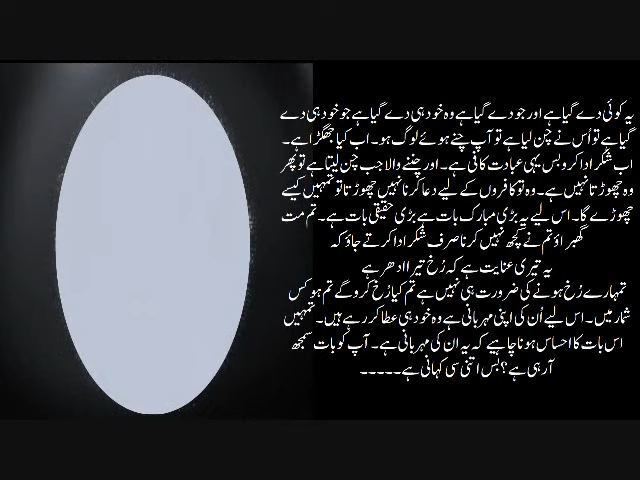 یہ کوئی دے گیا ہے اور جو دے گیا ہے وہ خود ہی دے گیا ہے جو خود ہی دے
گیا ہے تو اُس نے چُن لیا ہے تو آپ چنے ہوئے لوگ ہو۔ اب کیا جھگڑا ہے۔
اب شکر ادا کرو بس یہی عبادت کافی ہے۔ اور چننے والا جب چن لیتا ہے تو پھر
وہ چھوڑتا نہیں ہے۔ وہ تو کافروں کے لیے دعا کرنا نہیں چھوڑتا تو تمہیں کیسے
چھوڑے گا۔ اس لیے یہ بڑی مبارک بات ہے بڑی حقیقی بات ہے۔ تم مت
گھبراؤ تم نے کچھ نہیں کرنا صرف شکر ادا کرتے جاؤ کہ
یہ تیری عنایت ہے کہ رُخ تیرا ادھر ہے
تمہارے رُخ ہونے کی ضرورت ہی نہیں ہے تم کیا رُخ کرو گے تم ہو کس
شمار میں۔ اس لیے اُن کی اپنی مہربانی ہے وہ خود ہی عطا کر رہے ہیں۔ تمہیں
اس بات کا احساس ہونا چاہیے کہ یہ ان کی مہربانی ہے۔ آپ کو بات سمجھ
آ رہی ہے؟ بس اتنی سی کہانی ہے۔۔۔۔۔